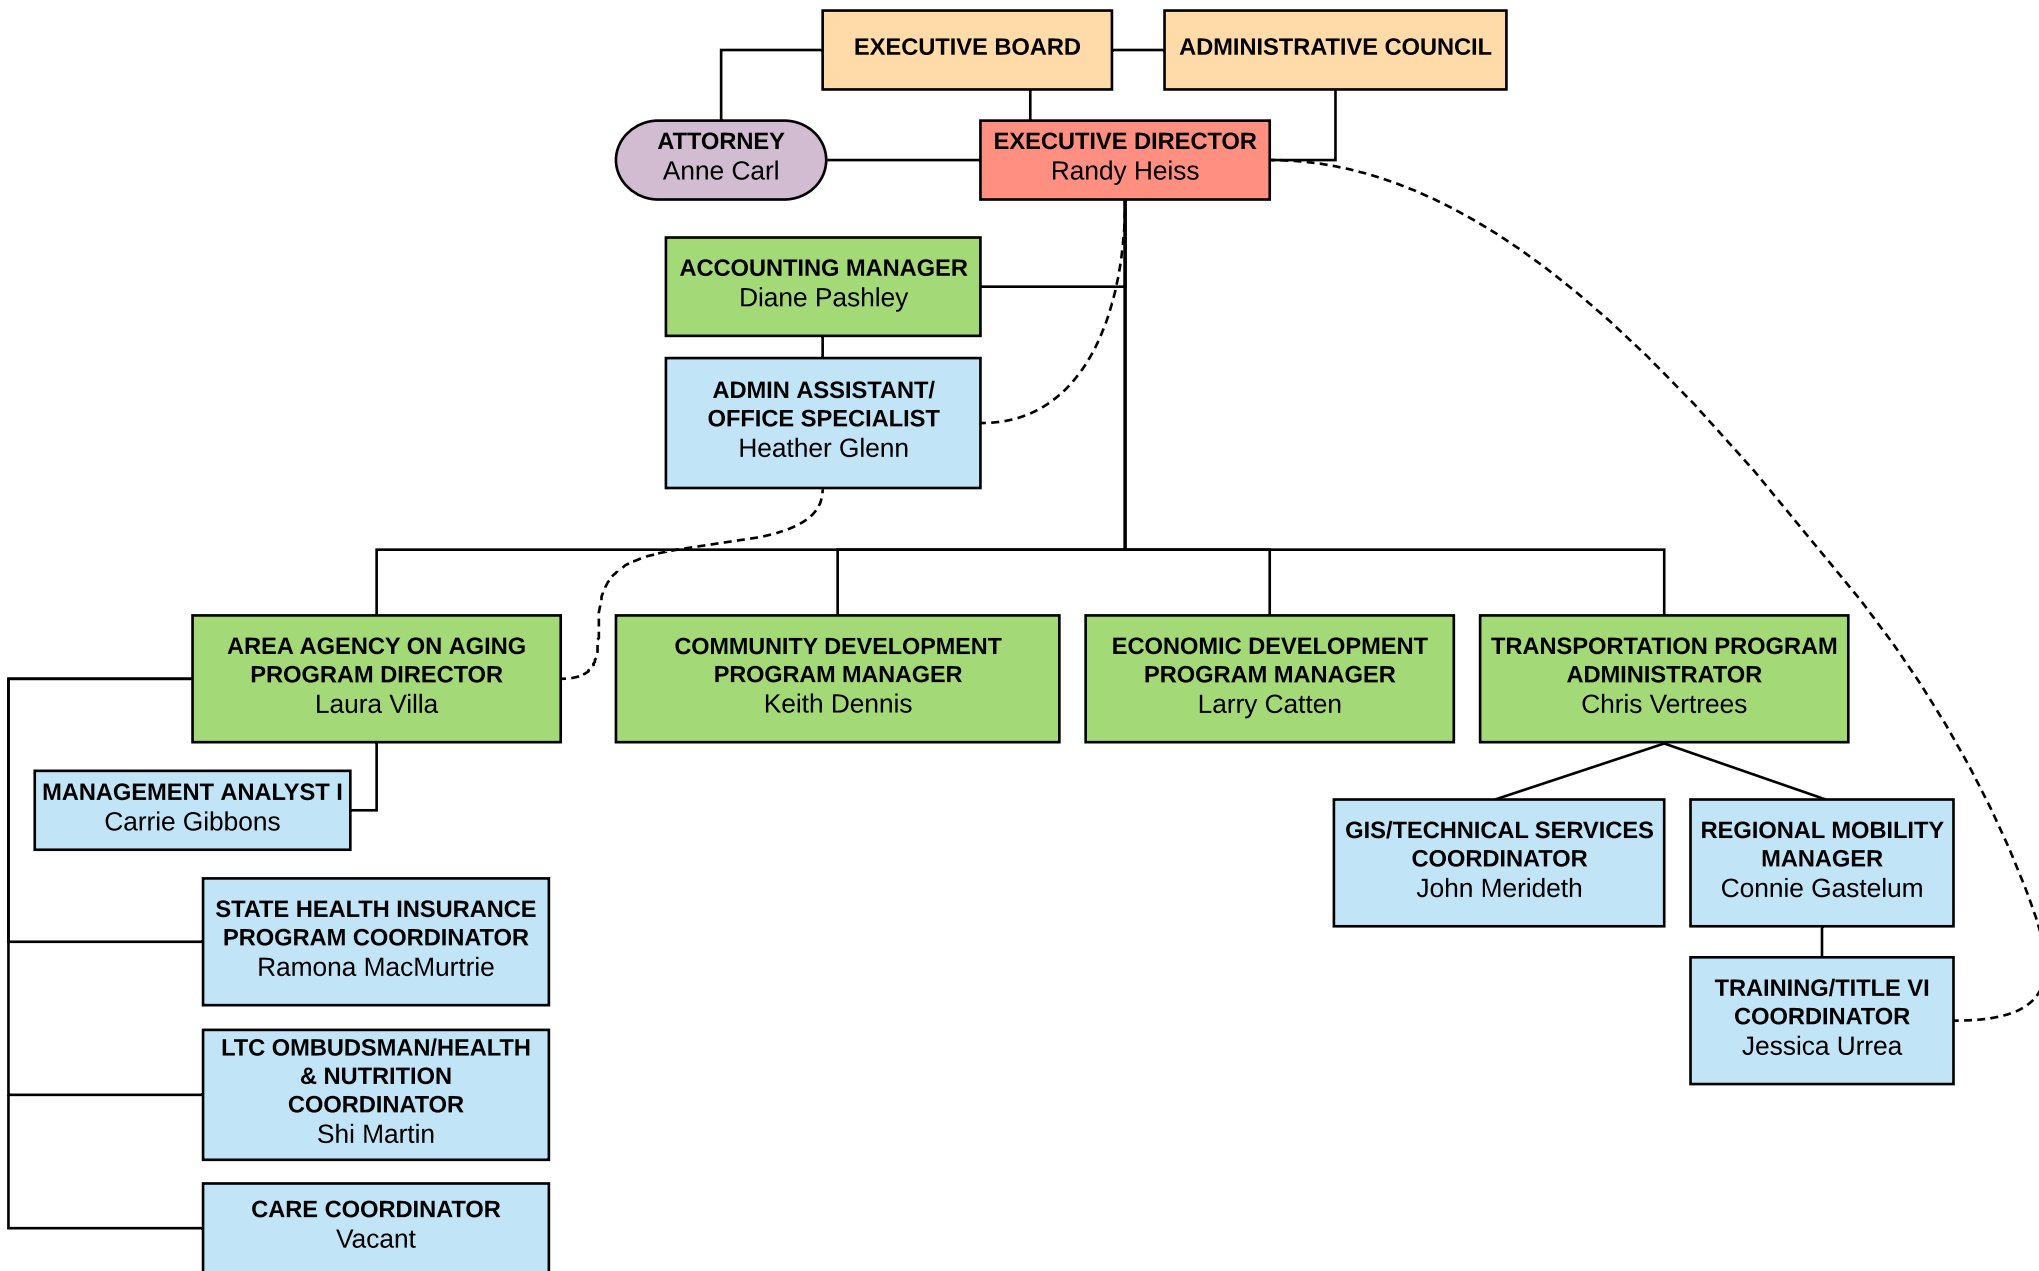 EXECUTIVE BOARD
ADMINISTRATIVE COUNCIL
ATTORNEY
Anne Carl
EXECUTIVE DIRECTOR
Randy Heiss
ACCOUNTING MANAGER
Diane Pashley
ADMIN ASSISTANT/
OFFICE SPECIALIST
Heather Glenn
AREA AGENCY ON AGING
PROGRAM DIRECTOR
Laura Villa
COMMUNITY DEVELOPMENT
PROGRAM MANAGER
Keith Dennis
ECONOMIC DEVELOPMENT
PROGRAM MANAGER
Larry Catten
TRANSPORTATION PROGRAM
ADMINISTRATOR
Chris Vertrees
MANAGEMENT ANALYST I
Carrie Gibbons
GIS/TECHNICAL SERVICES
COORDINATOR
John Merideth
REGIONAL MOBILITY
MANAGER
Connie Gastelum
STATE HEALTH INSURANCE
PROGRAM COORDINATOR
Ramona MacMurtrie
TRAINING/TITLE VI
COORDINATOR
Jessica Urrea
LTC OMBUDSMAN/HEALTH
& NUTRITION
COORDINATOR
Shi Martin
CARE COORDINATOR
Vacant